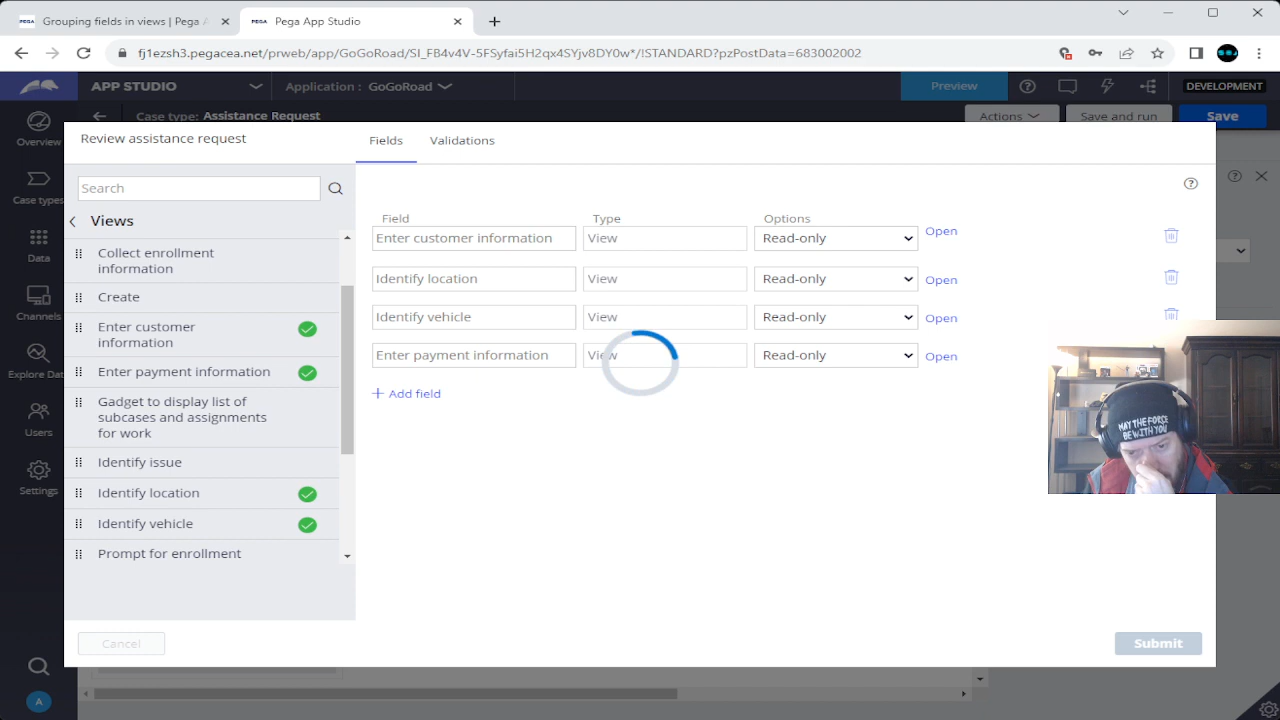 PEGA Grouping fields in views | Pega A
PEGA Pega App Studio
fj1ezsh3.pegacea.net/prweb/app/GoGoRoad/SI_FB4v4V-5FSyfai5H2qx4SYjv8DY0w*/!STANDARD?pzPostData=683002002
APP STUDIO
Application : GoGoRoad
Preview
DEVELOPMENT
Overview
Case type: Assistance Request
Actions
Save and run
Save
Review assistance request
Fields
Validations
Search
Views
Collect enrollment
information
Create
Enter customer
information
Enter payment information
Gadget to display list of
subcases and assignments
for work
Identify issue
Identify location
Identify vehicle
Prompt for enrollment
Field
Type
Options
Enter customer information
View
Read-only
Open
Identify location
View
Read-only
Open
Identify vehicle
View
Read-only
Open
Enter payment information
View
Read-only
Open
+ Add field
Case types
Data
Channels
Explore Dat
Users
Settings
A
Cancel
Submit
MAY THE FORCE
BE WITH YOU